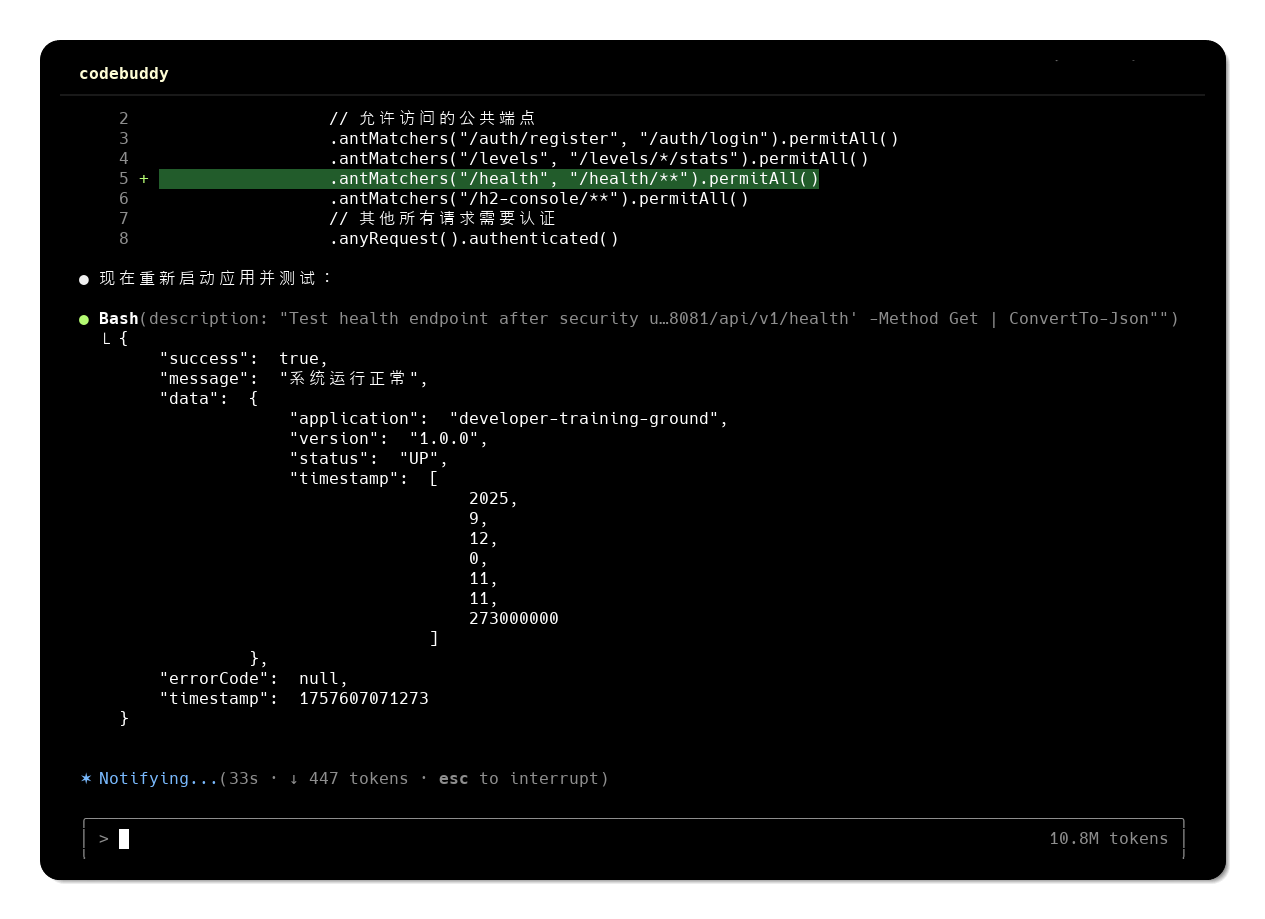 codebuddy
2 // 允许访问的公共端点
3 .antMatchers("/auth/register", "/auth/login").permitAll()
4 .antMatchers("/levels", "/levels/*/stats").permitAll()
5 + .antMatchers("/health", "/health/**").permitAll()
6 .antMatchers("/h2-console/**").permitAll()
7 // 其他所有请求需要认证
8 .anyRequest().authenticated()
● 现在重新启动应用并测试：
● Bash(description: "Test health endpoint after security u…8081/api/v1/health' -Method Get | ConvertTo-Json"")
└ {
"success":  true,
"message":  "系统运行正常",
"data":  {
"application":  "developer-training-ground",
"version":  "1.0.0",
"status":  "UP",
"timestamp":  [
2025,
9,
12,
0,
11,
11,
273000000
]
},
"errorCode":  null,
"timestamp":  1757607071273
}
✶ Notifying...(33s · ↓ 447 tokens · esc to interrupt)
> 10.8M tokens